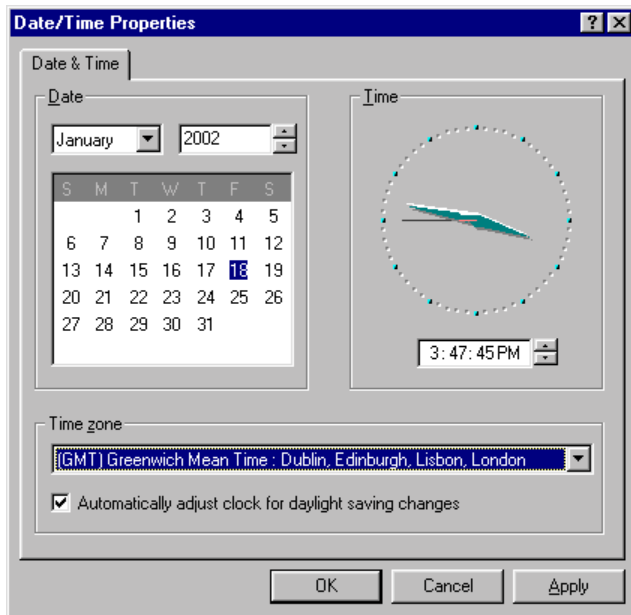 Date/Time Properties
Date & Time
Date
January 2002
S M T W T F S
1 2 3 4 5
6 7 8 9 10 11 12
13 14 15 16 17 18 19
20 21 22 23 24 25 26
27 28 29 30 31
Time
3:47:45 PM
Time zone
(GMT) Greenwich Mean Time : Dublin, Edinburgh, Lisbon, London
Automatically adjust clock for daylight saving changes
OK Cancel Apply